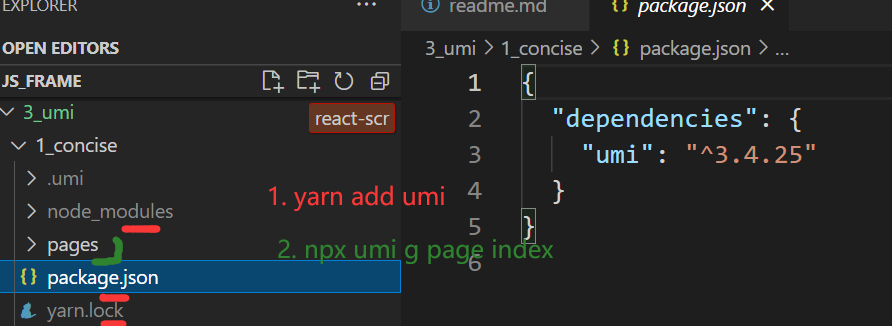 EXPLORER
OPEN EDITORS
JS_FRAME
3_umi
react-scr
1_concise
.umi
node_modules
pages
package.json
yarn.lock
1. yarn add umi
2. npx umi g page index
readme.md
{} package.json
3_umi > 1_concise > {} package.json > ...
1 {
2 "dependencies": {
3 "umi": "^3.4.25"
4 }
5 }
6